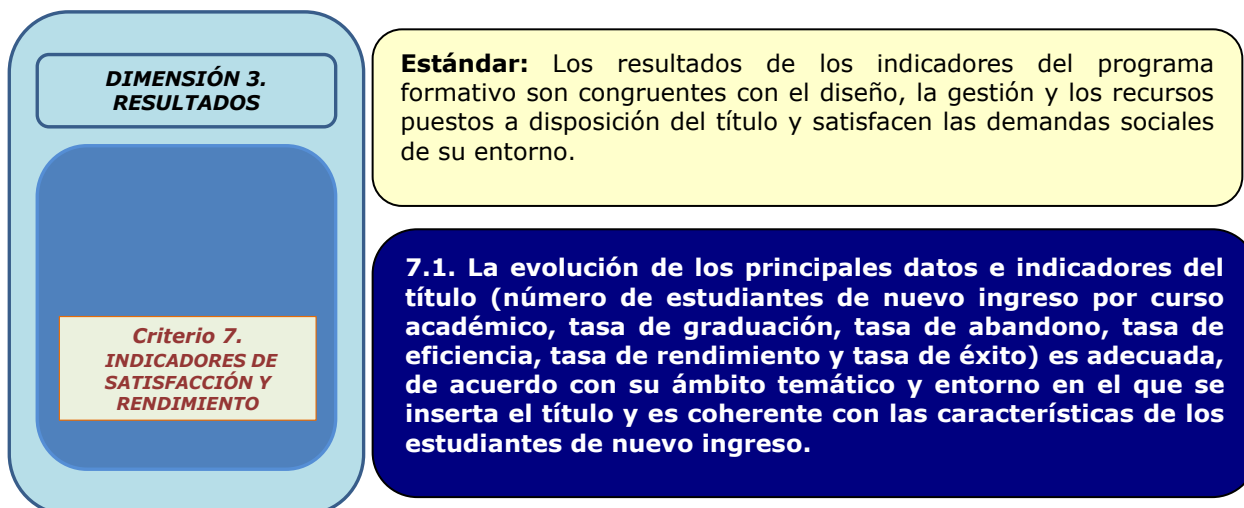 DIMENSIÓN 3.
RESULTADOS
Criterio 7.
INDICADORES DE
SATISFACCIÓN Y
RENDIMIENTO
Estándar: Los resultados de los indicadores del programa
formativo son congruentes con el diseño, la gestión y los recursos
puestos a disposición del título y satisfacen las demandas sociales
de su entorno.
7.1. La evolución de los principales datos e indicadores del
título (número de estudiantes de nuevo ingreso por curso
académico, tasa de graduación, tasa de abandono, tasa de
eficiencia, tasa de rendimiento y tasa de éxito) es adecuada,
de acuerdo con su ámbito temático y entorno en el que se
inserta el título y es coherente con las características de los
estudiantes de nuevo ingreso.